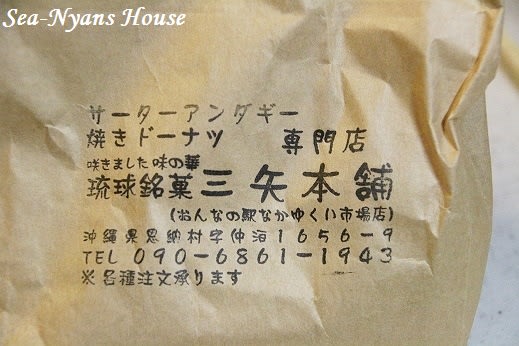 Sea-Nyans House
サーターアンダギー
焼きドーナツ 専門店
咲きました味の華
琉球銘菓三矢本舗
(おんなの駅なかゆくい市場店)
沖縄県恩納村字仲泊1656-9
TEL 090-6861-1943
※各種注文承ります